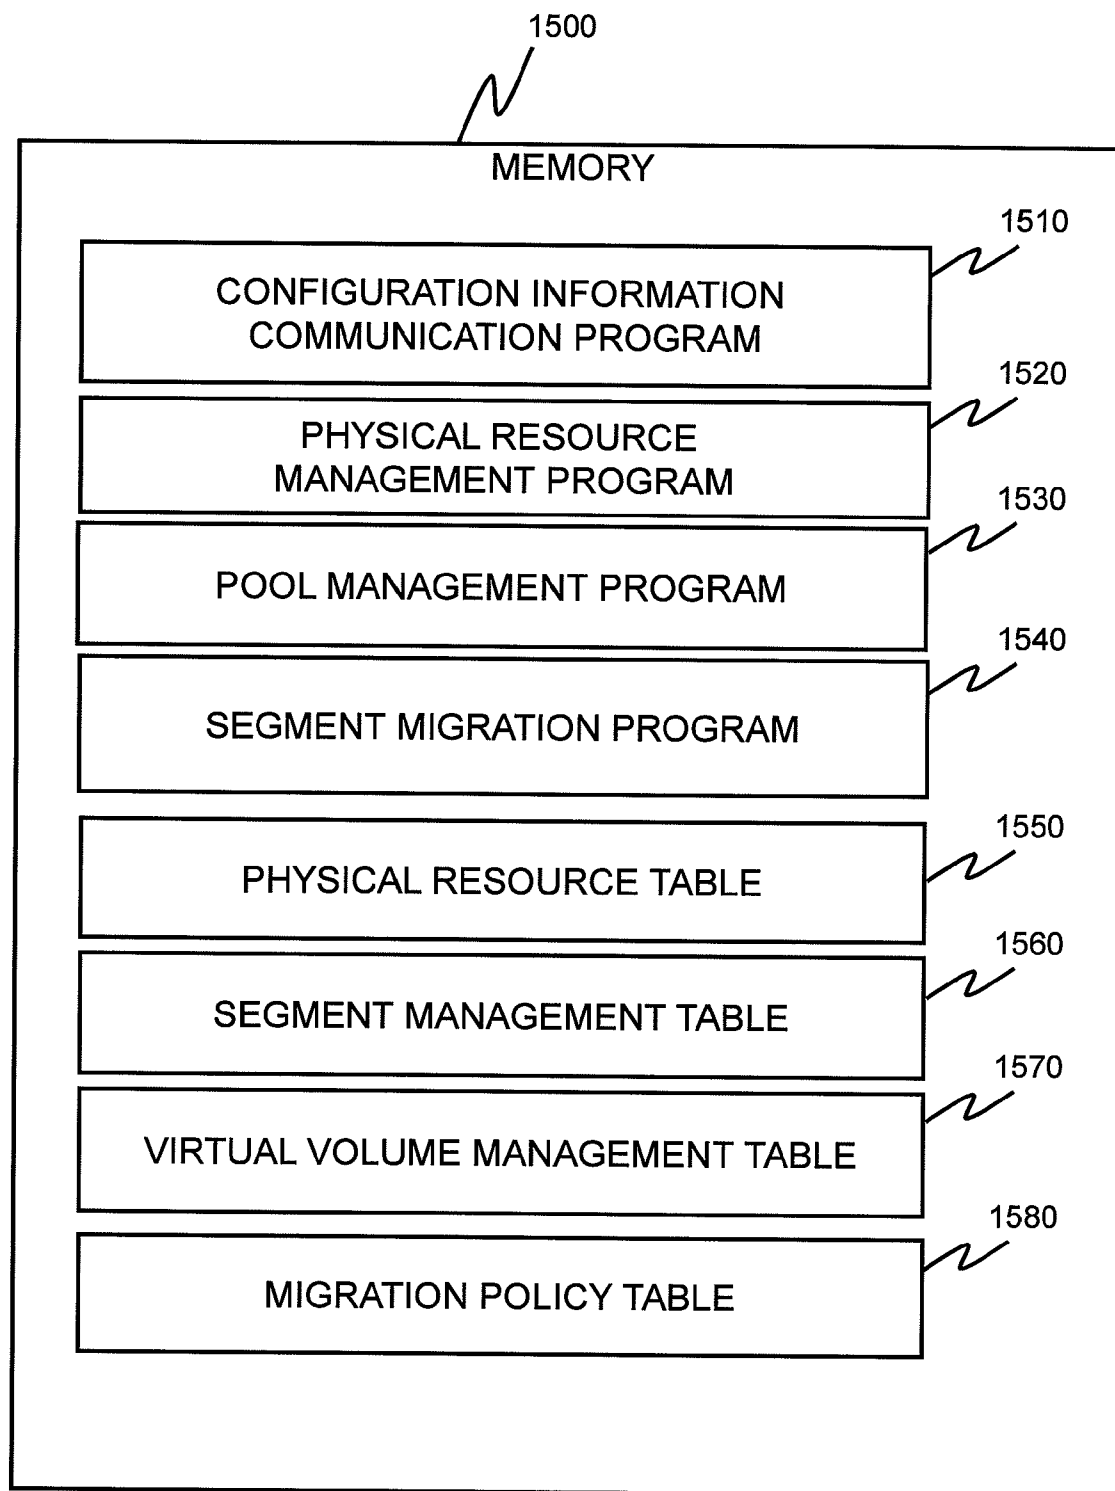 1500
MEMORY
1510
CONFIGURATION INFORMATION
COMMUNICATION PROGRAM
1520
PHYSICAL RESOURCE
MANAGEMENT PROGRAM
1530
POOL MANAGEMENT PROGRAM
1540
SEGMENT MIGRATION PROGRAM
1550
PHYSICAL RESOURCE TABLE
1560
SEGMENT MANAGEMENT TABLE
1570
VIRTUAL VOLUME MANAGEMENT TABLE
1580
MIGRATION POLICY TABLE